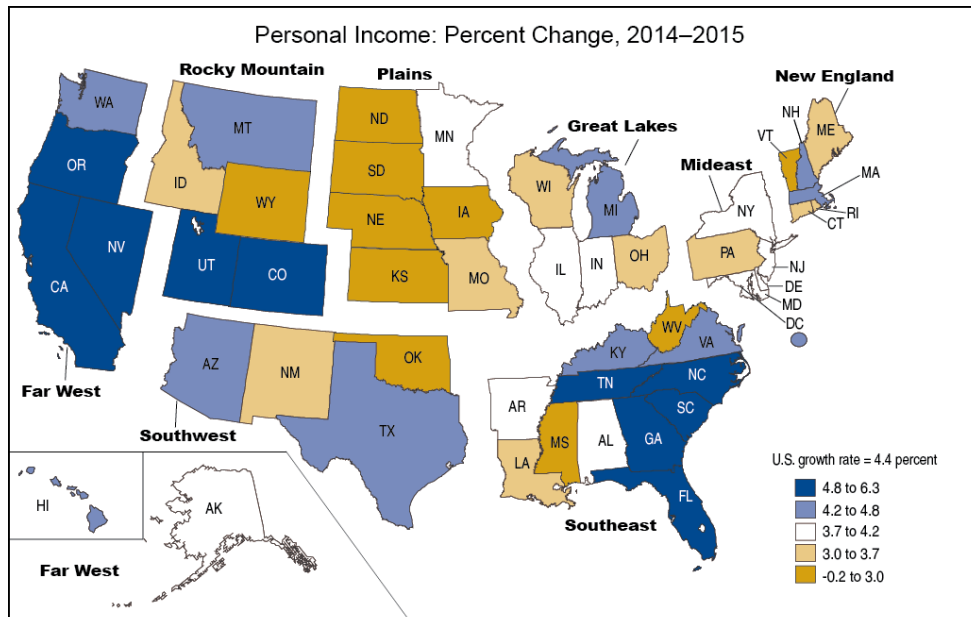 Personal Income: Percent Change, 2014–2015
Rocky Mountain
Plains
New England
Great Lakes
Mideast
Far West
Southwest
Southeast
Far West
WA
OR
CA
NV
ID
MT
WY
UT
CO
ND
SD
NE
KS
MN
IA
MO
WI
MI
IL
IN
OH
NH
VT
ME
MA
RI
CT
NY
PA
NJ
DE
MD
DC
AZ
NM
OK
TX
AR
LA
MS
AL
TN
KY
WV
VA
NC
SC
GA
FL
HI
AK
U.S. growth rate = 4.4 percent
4.8 to 6.3
4.2 to 4.8
3.7 to 4.2
3.0 to 3.7
-0.2 to 3.0